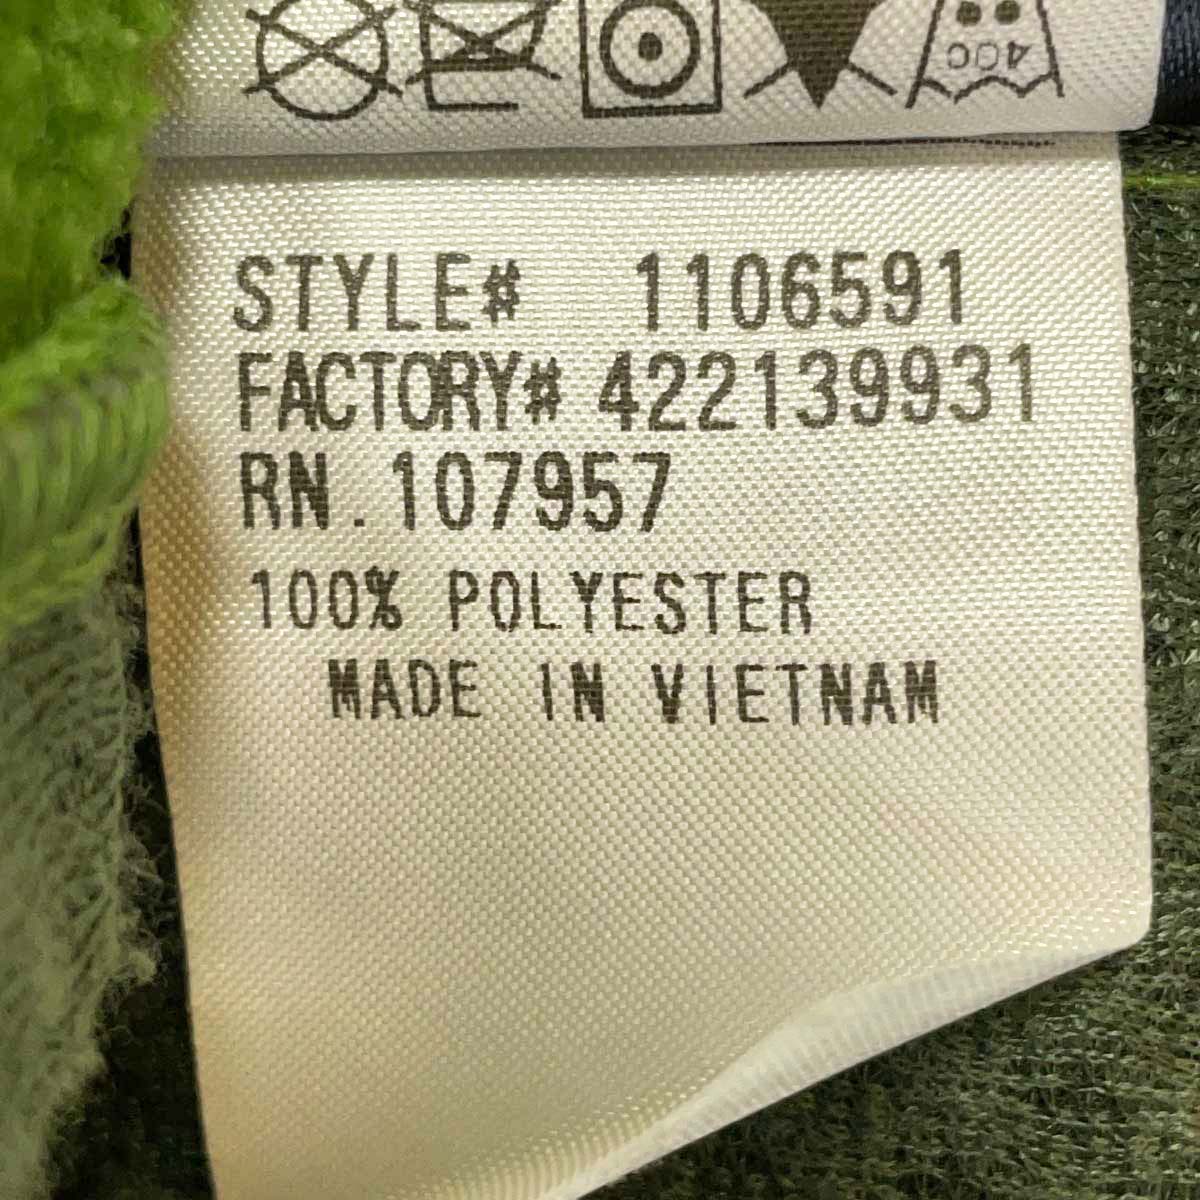 STYLE# 1106591
FACTORY# 422139931
RN. 107957
100% POLYESTER
MADE IN VIETNAM